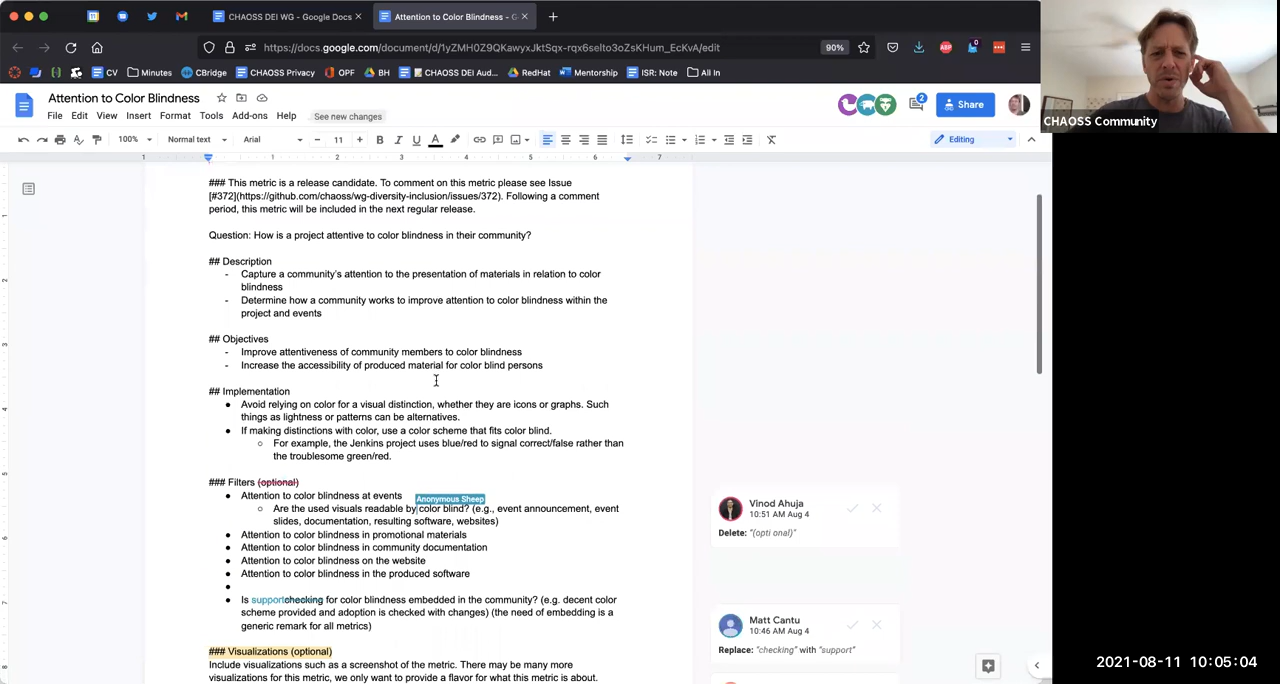 CHAOSS DEI WG - Google Docs
Attention to Color Blindness - G
https://docs.google.com/document/d/1yZMH0Z9QKawyxJktSqx-rqx6selto3oZsKHum_EcKvA/edit
90%
ABP
0
CV
Minutes
CBridge
CHAOSS Privacy
OPF
BH
CHAOSS DEI Aud...
RedHat
Mentorship
ISR: Note
All In
CHAOSS Community
Attention to Color Blindness
File Edit View Insert Format Tools Add-ons Help
See new changes
2
Share
100%
Normal text
Arial
11
Editing
1 1 2 3 4 5 6 7
### This metric is a release candidate. To comment on this metric please see Issue
[#372](https://github.com/chaoss/wg-diversity-inclusion/issues/372). Following a comment
period, this metric will be included in the next regular release.
Question: How is a project attentive to color blindness in their community?
## Description
- Capture a community's attention to the presentation of materials in relation to color
blindness
- Determine how a community works to improve attention to color blindness within the
project and events
## Objectives
- Improve attentiveness of community members to color blindness
- Increase the accessibility of produced material for color blind persons
## Implementation
● Avoid relying on color for a visual distinction, whether they are icons or graphs. Such
things as lightness or patterns can be alternatives.
● If making distinctions with color, use a color scheme that fits color blind.
○ For example, the Jenkins project uses blue/red to signal correct/false rather than
the troublesome green/red.
### Filters (optional)
● Attention to color blindness at events
Anonymous Sheep
○ Are the used visuals readable by color blind? (e.g., event announcement, event
slides, documentation, resulting software, websites)
● Attention to color blindness in promotional materials
● Attention to color blindness in community documentation
● Attention to color blindness on the website
● Attention to color blindness in the produced software
●
● Is supportchecking for color blindness embedded in the community? (e.g. decent color
scheme provided and adoption is checked with changes) (the need of embedding is a
generic remark for all metrics)
### Visualizations (optional)
Include visualizations such as a screenshot of the metric. There may be many more
visualizations for this metric, we only want to provide a flavor for what this metric is about.
Vinod Ahuja
10:51 AM Aug 4
Delete: "(opti onal)"
Matt Cantu
10:46 AM Aug 4
Replace: "checking" with "support"
2021-08-11 10:05:04